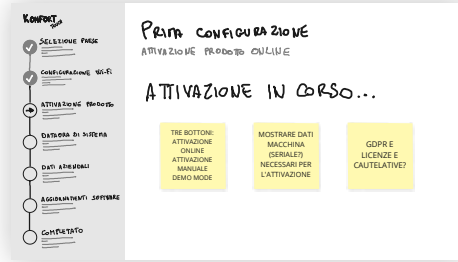 KONFORT
TOUCH
SELEZIONE PAESE
CONFIGURAZIONE Wi-Fi
ATTIVAZIONE PRODOTTO
DATA/ORA DI SISTEMA
DATI AZIENDALI
AGGIORNAMENTI SOFTWARE
COMPLETATO
PRIMA CONFIGURAZIONE
ATTIVAZIONE PRODOTTO ONLINE
ATTIVAZIONE IN CORSO...
TRE BOTTONI:
ATTIVAZIONE
ONLINE
ATTIVAZIONE
MANUALE
DEMO MODE
MOSTRARE DATI
MACCHINA
(SERIALE?)
NECESSARI PER
L'ATTIVAZIONE
GDPR E
LICENZE E
CAUTELATIVE?